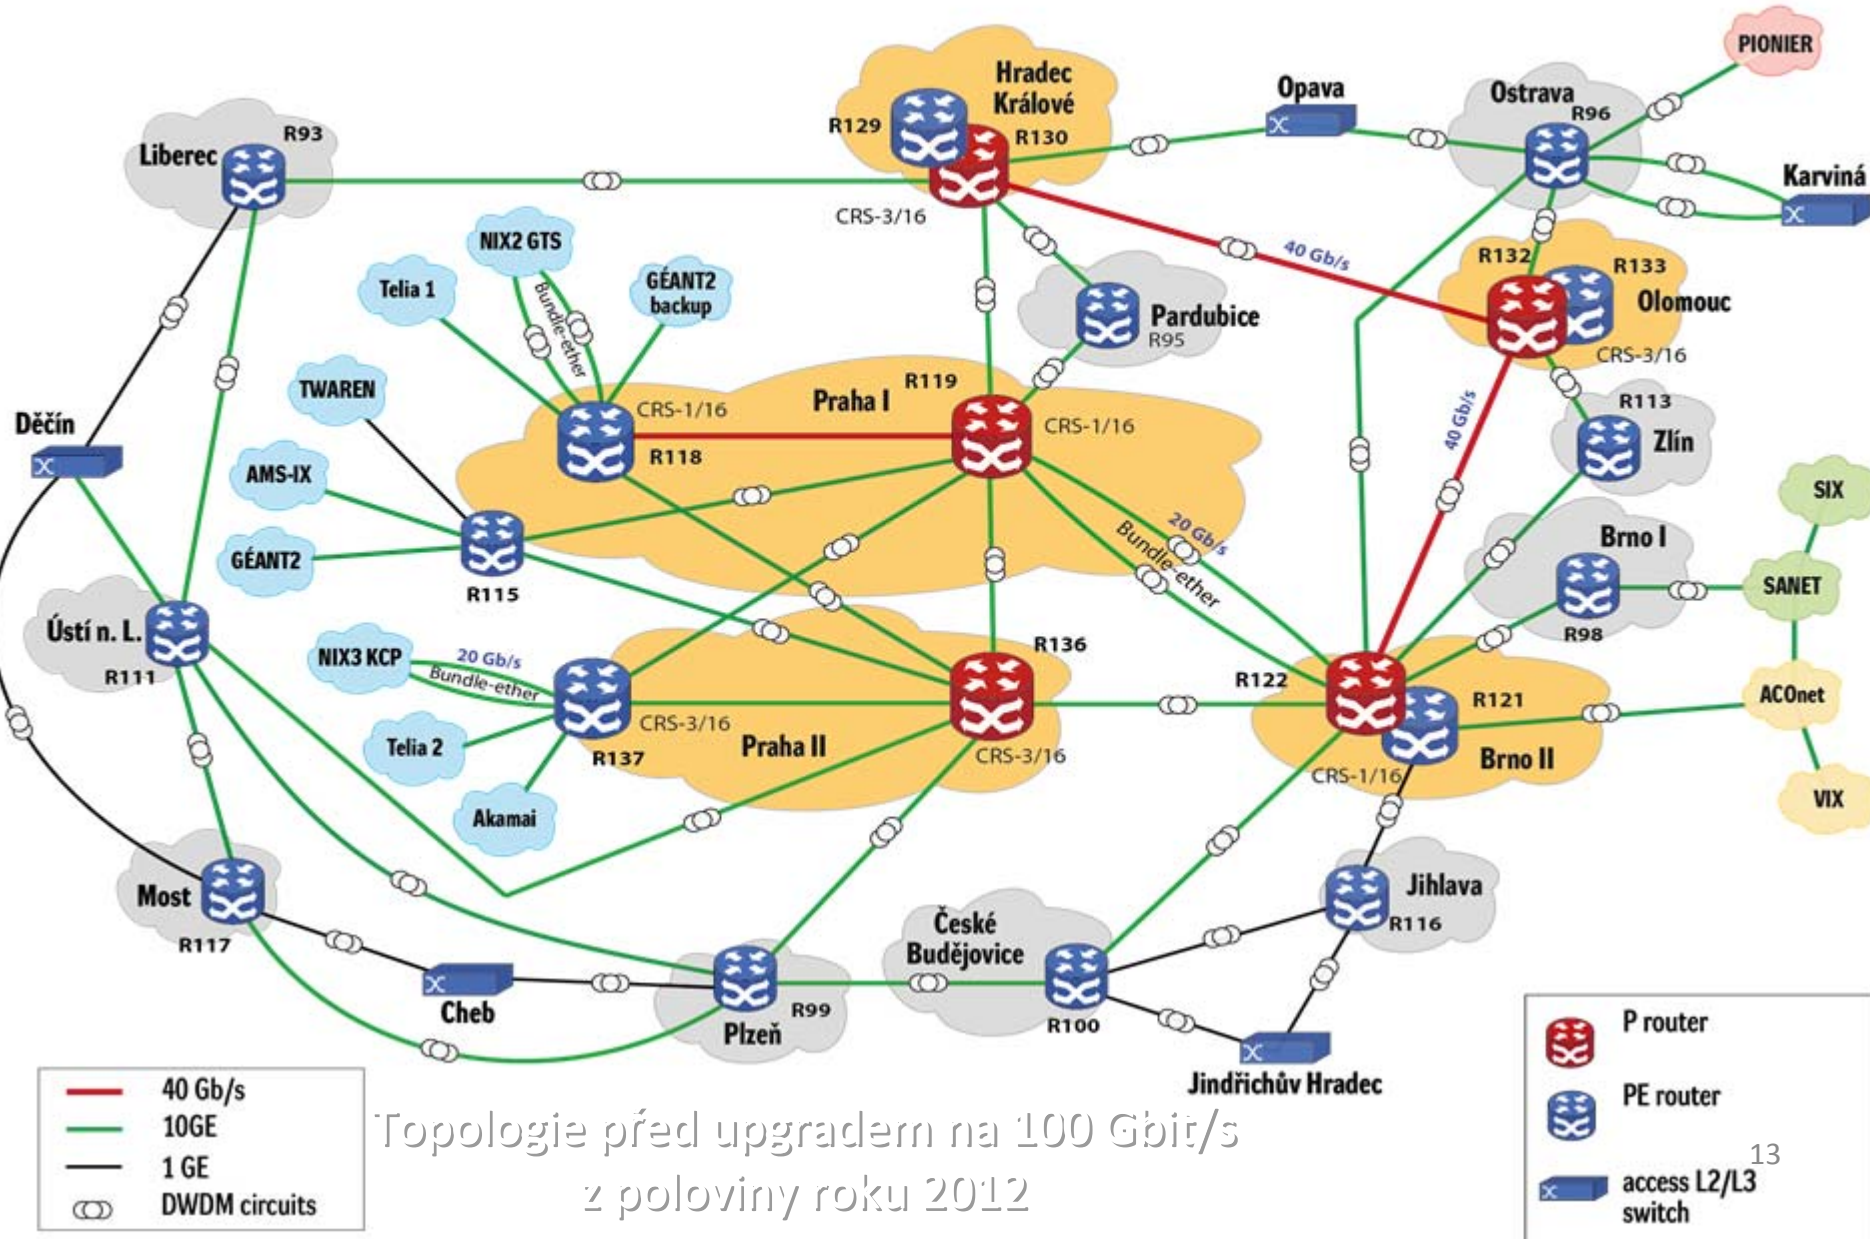 PIONIER
Hradec
Králové
R129
R130
CRS-3/16
Opava
Ostrava
R96
Karviná
R93
Liberec
NIX2 GTS
Telia 1
GÉANT2
backup
Bundle-ether
40 Gb/s
R132
R133
Olomouc
CRS-3/16
Pardubice
R95
TWAREN
Praha I
R119
CRS-1/16
CRS-1/16
R118
40 Gb/s
R113
Zlín
Děčín
AMS-IX
GÉANT2
R115
20 Gb/s
Bundle-ether
Brno I
R98
SIX
SANET
Ústí n. L.
R111
NIX3 KCP
20 Gb/s
Bundle-ether
Telia 2
Akamai
CRS-3/16
R137
Praha II
R136
CRS-3/16
R122
R121
CRS-1/16
Brno II
ACOnet
VIX
Most
R117
Cheb
R99
Plzeň
České
Budějovice
R100
Jihlava
R116
Jindřichův Hradec
40 Gb/s
10GE
1 GE
DWDM circuits
Topologie před upgradem na 100 Gbit/s
z poloviny roku 2012
P router
PE router
13
access L2/L3
switch